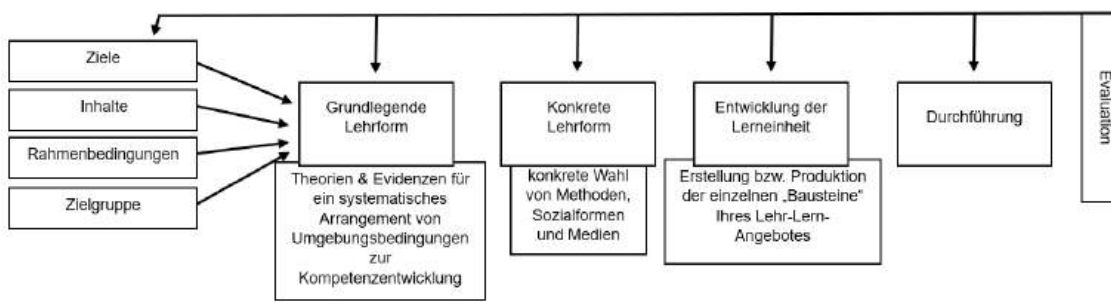 Ziele
Inhalte
Rahmenbedingungen
Zielgruppe
Grundlegende
Lehrform
Theorien & Evidenzen für
ein systematisches
Arrangement von
Umgebungsbedingungen
zur
Kompetenzentwicklung
Konkrete
Lehrform
konkrete Wahl
von Methoden,
Sozialformen
und Medien
Entwicklung der
Lerneinheit
Erstellung bzw. Produktion
der einzelnen „Bausteine“
Ihres Lehr-Lern-
Angebotes
Durchführung
Evaluation